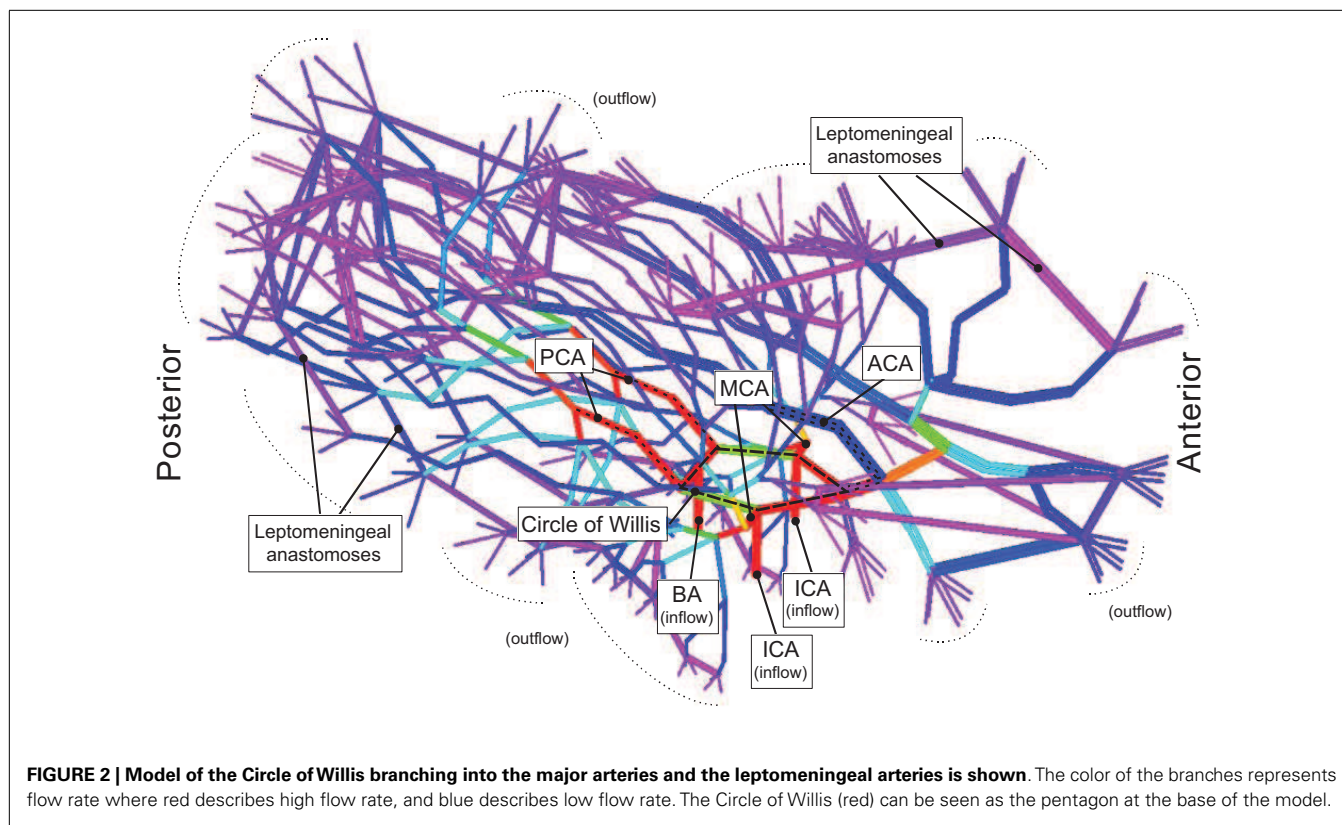 (outflow)
Leptomeningeal
anastomoses
Posterior
PCA
MCA
ACA
Anterior
Circle of Willis
Leptomeningeal
anastomoses
BA
(inflow)
ICA
(inflow)
ICA
(inflow)
(outflow)
(outflow)
FIGURE 2 | Model of the Circle of Willis branching into the major arteries and the leptomeningeal arteries is shown. The color of the branches represents
flow rate where red describes high flow rate, and blue describes low flow rate. The Circle of Willis (red) can be seen as the pentagon at the base of the model.